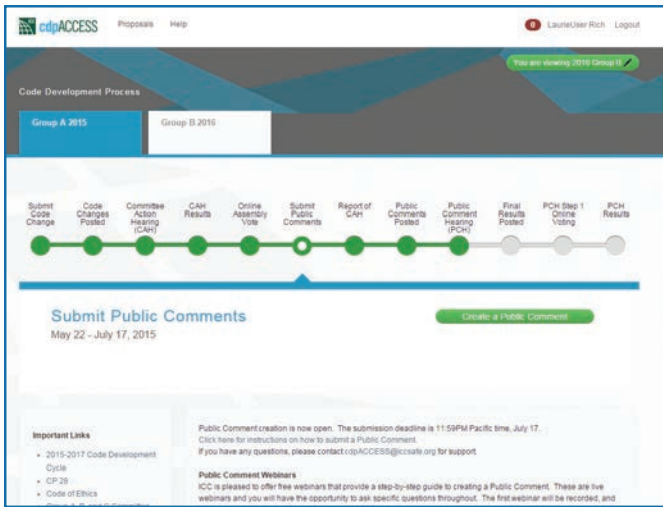 cdpACCESS Proposals Help 0 LaurieUser Rich Logout
You are viewing 2016 Group B
Code Development Process
Group A 2015 Group B 2016
Submit Code Change
Code Changes Posted
Committee Action Hearing (CAH)
CAH Results
Online Assembly Vote
Submit Public Comments
Report of CAH
Public Comments Posted
Public Comment Hearing (PCH)
Final Results Posted
PCH Step 1 Online Voting
PCH Results
Submit Public Comments
Create a Public Comment
May 22 - July 17, 2015
Important Links
• 2015-2017 Code Development
Cycle
• CP 28
• Code of Ethics
Public Comment creation is now open. The submission deadline is 11:59PM Pacific time, July 17.
Click here for instructions on how to submit a Public Comment.
If you have any questions, please contact cdpACCESS@iccsafe.org for support.
Public Comment Webinars
ICC is pleased to offer free webinars that provide a step-by-step guide to creating a Public Comment. These are live
webinars and you will have the opportunity to ask specific questions throughout. The first webinar will be recorded, and